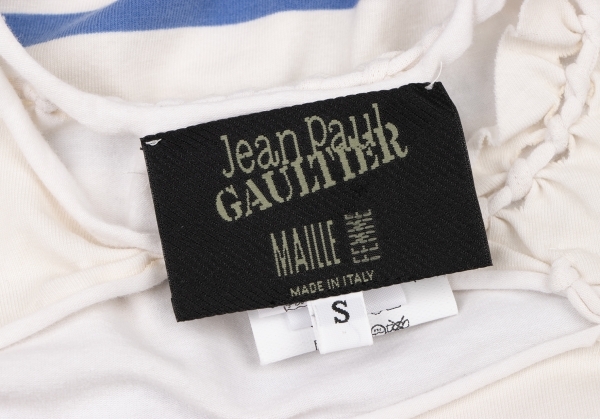 Jean Paul
GAULTIER
MAILLE FEMME
MADE IN ITALY
S